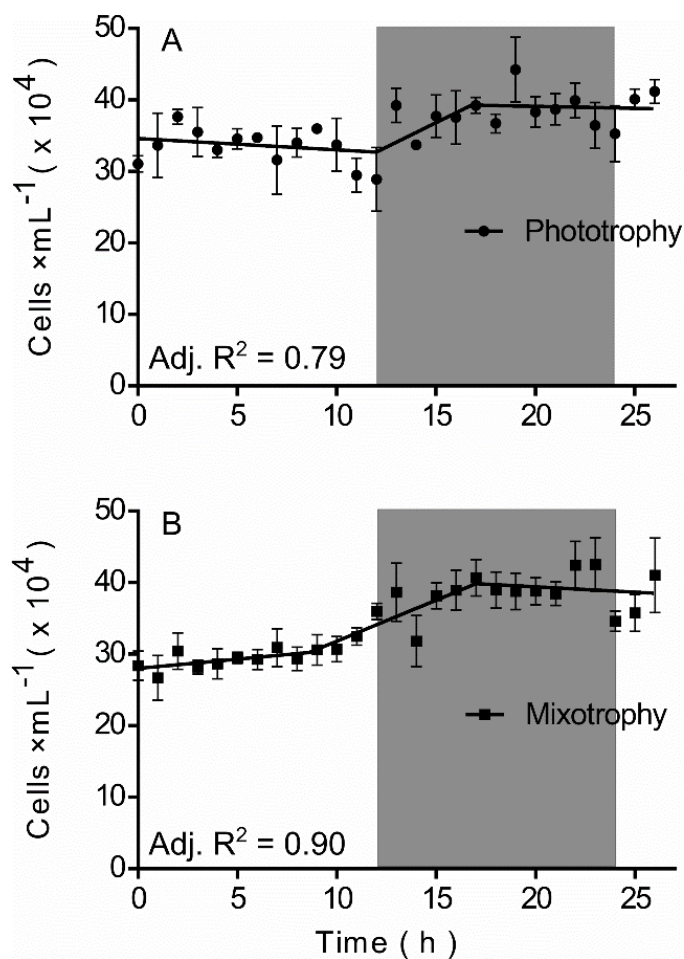 A
50
40
30
20
10
0
Cells ×mL⁻¹ ( x 10⁴)
Phototrophy
Adj. R² = 0.79
0 5 10 15 20 25
B
50
40
30
20
10
0
Cells ×mL⁻¹ ( x 10⁴)
Mixotrophy
Adj. R² = 0.90
0 5 10 15 20 25
Time ( h )